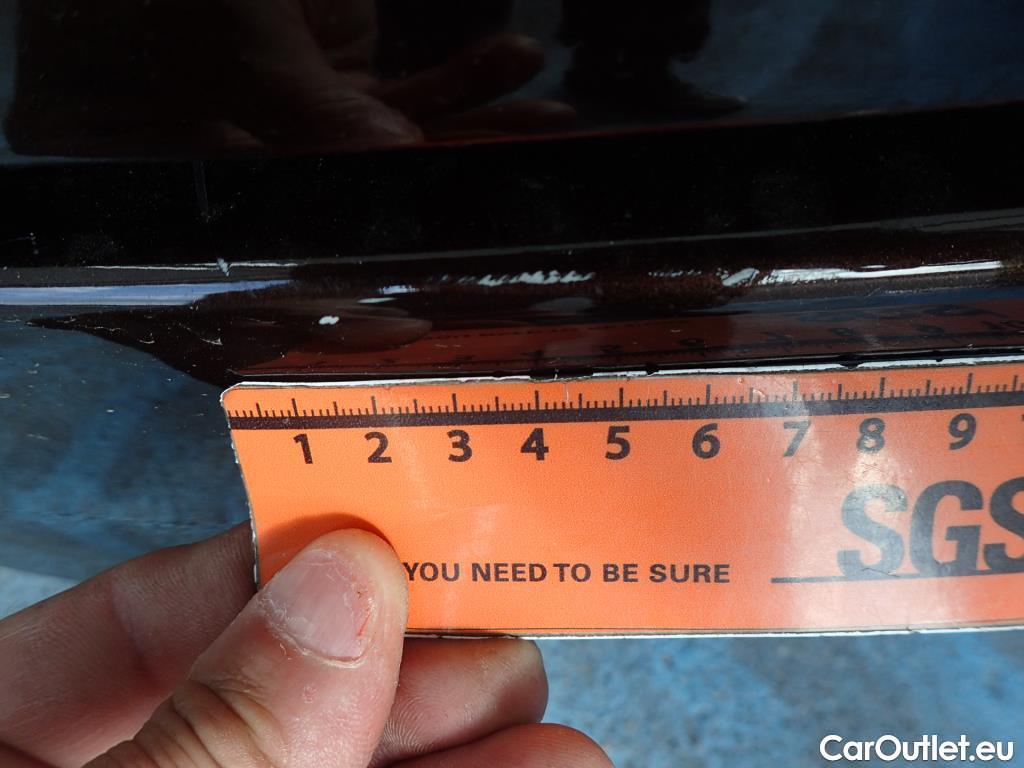 1 2 3 4 5 6 7 8 9
SGS
YOU NEED TO BE SURE
CarOutlet.eu